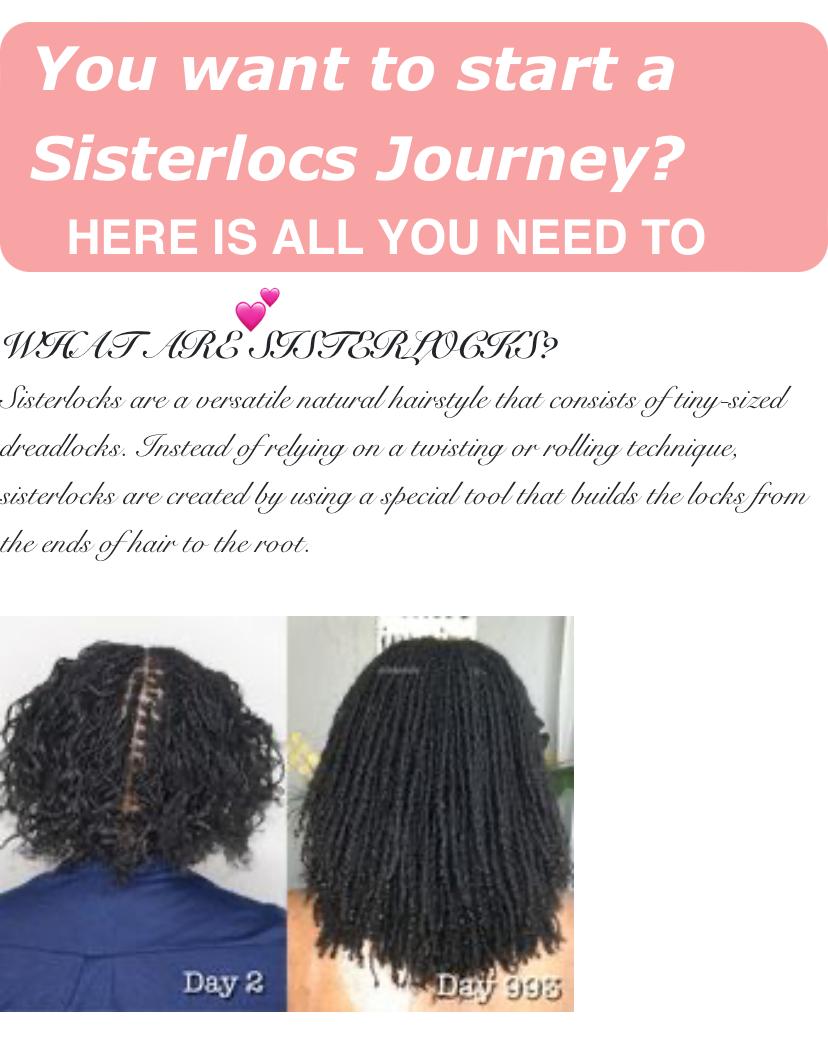 You want to start a
Sisterlocs Journey?
HERE IS ALL YOU NEED TO
WHAT ARE SISTERLOCKS?
Sisterlocks are a versatile natural hairstyle that consists of tiny-sized
dreadlocks. Instead of relying on a twisting or rolling technique,
sisterlocks are created by using a special tool that builds the locks from
the ends of hair to the root.
Day 2
Day 993